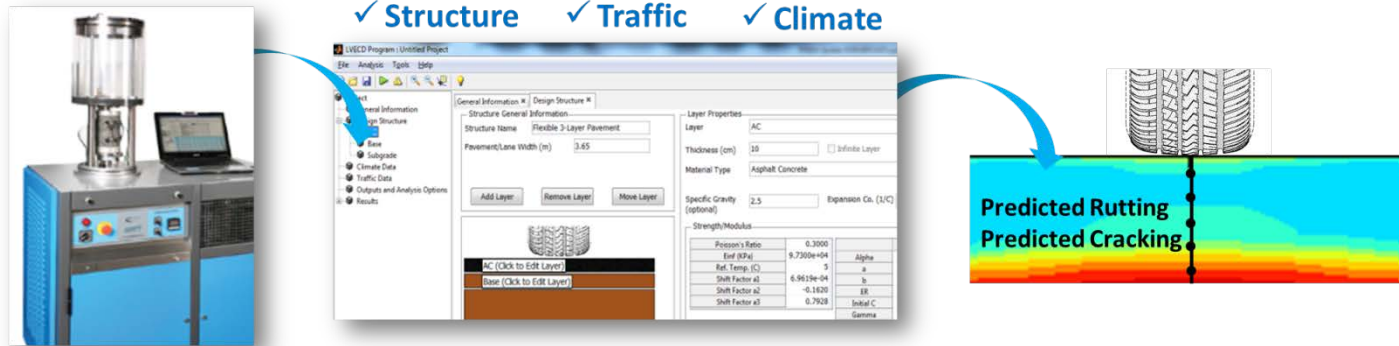 ✓ Structure ✓ Traffic ✓ Climate
LVECD Program : Untitled Project
File Analysis Tools Help
General Information Design Structure
General Information
Design Structure
Base
Subgrade
Climate Data
Traffic Data
Outputs and Analysis Options
Results
Structure General Information
Structure Name Flexible 3-Layer Pavement
Pavement/Lane Width (m) 3.65
Add Layer Remove Layer Move Layer
AC (Click to Edit Layer)
Base (Click to Edit Layer)
Layer Properties
Layer AC
Thickness (cm) 10 Infinite Layer
Material Type Asphalt Concrete
Specific Gravity 2.5 Expansion Co. (1/C)
(optional)
Strength/Modulus
Poisson's Ratio 0.3000
Einf (KPa) 9.7300e+04 Alpha
Ref. Temp. (C) 5 a
Shift Factor a1 6.9619e-04 b
Shift Factor a2 -0.1620 ER
Shift Factor a3 0.7928 Initial C
Gamma
Predicted Rutting
Predicted Cracking